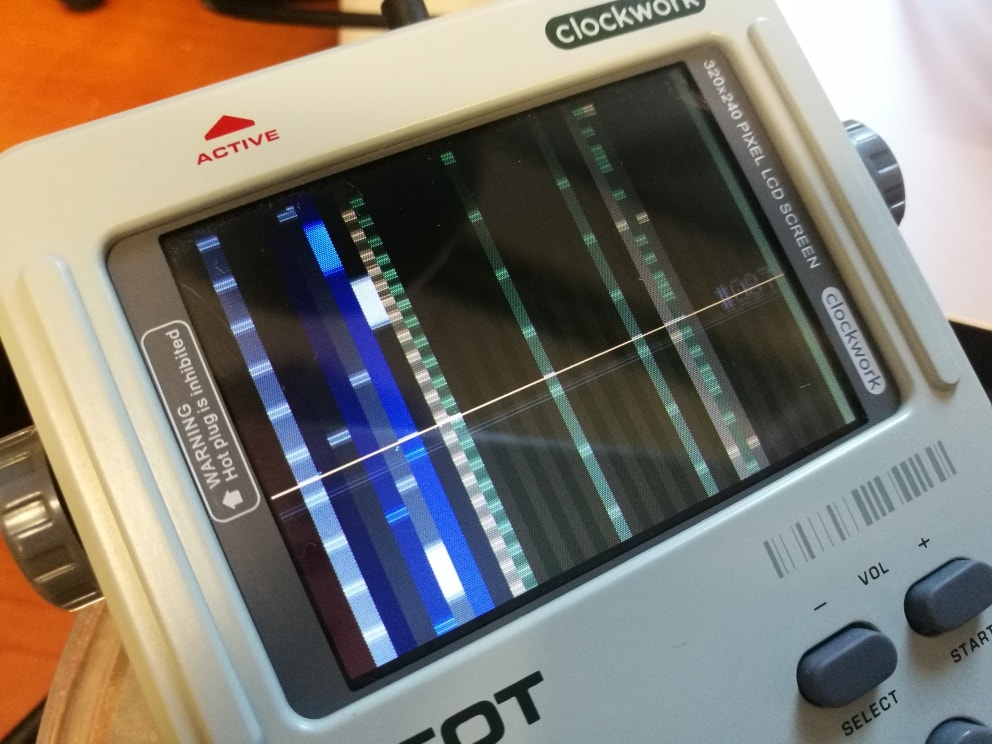 clockwork
ACTIVE
320x240 PIXEL LCD SCREEN
clockwork
WARNING
Hot plug is inhibited
VOL
− +
SELECT
START